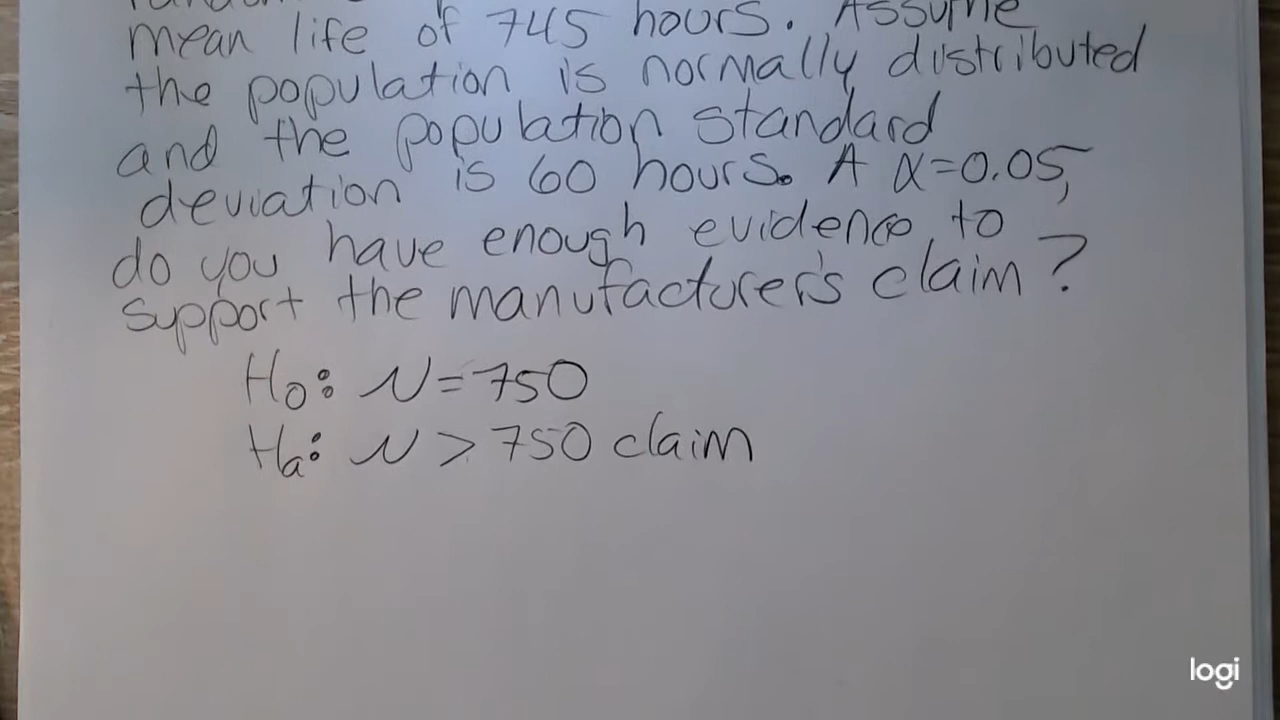 mean life of 745 hours. Assume
the population is normally distributed
and the population standard
deviation is 60 hours. A α=0.05,
do you have enough evidence to
support the manufacturer's claim?
H0: μ=750
Ha: μ > 750 claim
logi